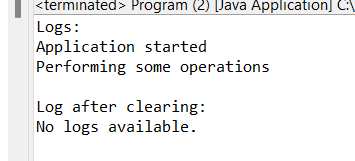 <terminated> Program (2) [Java Application] C:\
Logs:
Application started
Performing some operations

Log after clearing:
No logs available.